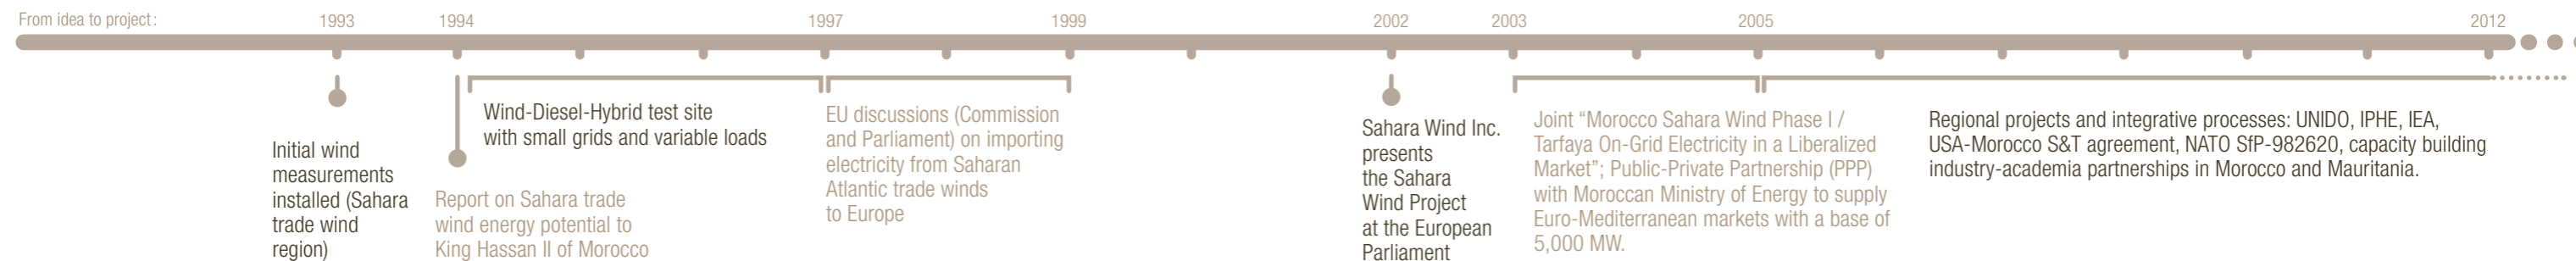 From idea to project:
1993
1994
1997
1999
2002
2003
2005
2012
Initial wind
measurements
installed (Sahara
trade wind
region)
Report on Sahara trade
wind energy potential to
King Hassan II of Morocco
Wind-Diesel-Hybrid test site
with small grids and variable loads
EU discussions (Commission
and Parliament) on importing
electricity from Saharan
Atlantic trade winds
to Europe
Sahara Wind Inc.
presents
the Sahara
Wind Project
at the European
Parliament
Joint “Morocco Sahara Wind Phase I /
Tarfaya On-Grid Electricity in a Liberalized
Market”; Public-Private Partnership (PPP)
with Moroccan Ministry of Energy to supply
Euro-Mediterranean markets with a base of
5,000 MW.
Regional projects and integrative processes: UNIDO, IPHE, IEA,
USA-Morocco S&T agreement, NATO SfP-982620, capacity building
industry-academia partnerships in Morocco and Mauritania.